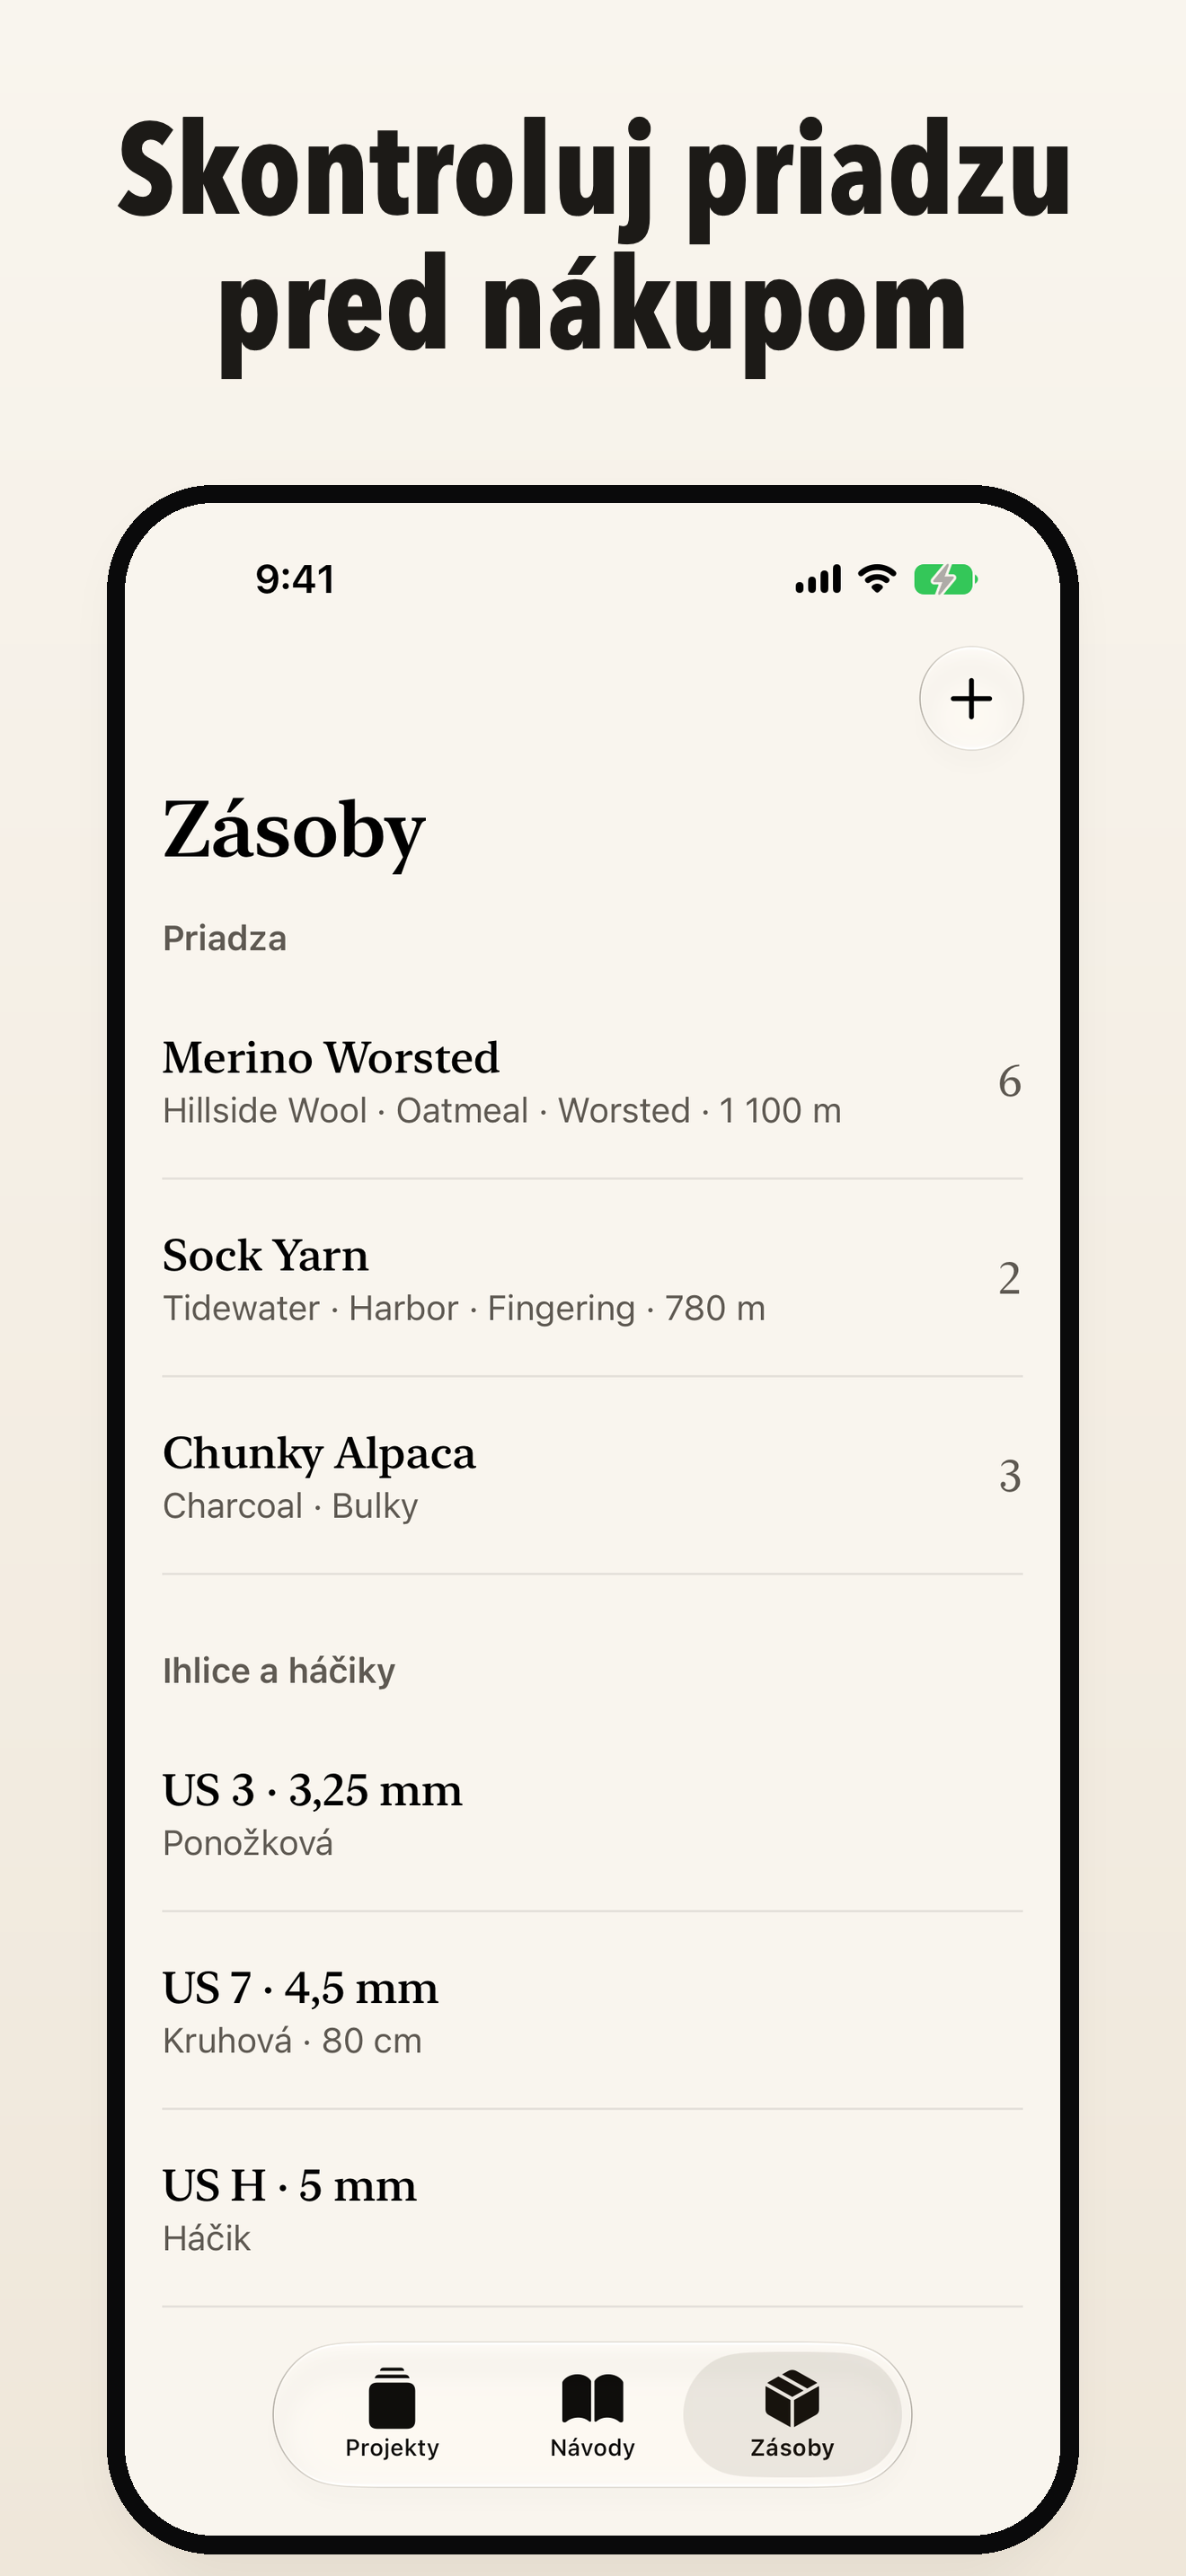 Skontroluj priadzu
pred nákupom
9:41
Zásoby
Priadza
Merino Worsted
Hillside Wool · Oatmeal · Worsted · 1 100 m
6
Sock Yarn
Tidewater · Harbor · Fingering · 780 m
2
Chunky Alpaca
Charcoal · Bulky
3
Ihlice a háčiky
US 3 · 3,25 mm
Ponožková
US 7 · 4,5 mm
Kruhová · 80 cm
US H · 5 mm
Háčik
Projekty
Návody
Zásoby